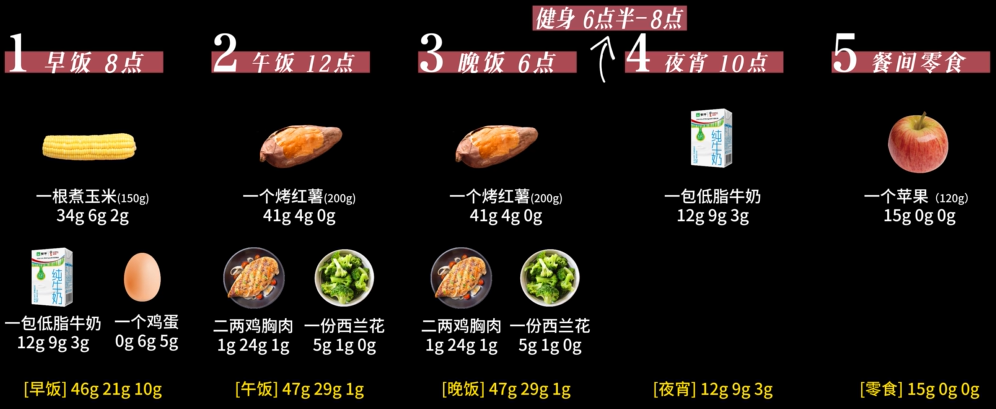 健身 6点半-8点
1 早饭 8点
2 午饭 12点
3 晚饭 6点
4 夜宵 10点
5 餐间零食
一根煮玉米(150g)
34g 6g 2g
一个烤红薯(200g)
41g 4g 0g
一个烤红薯(200g)
41g 4g 0g
纯牛奶
一包低脂牛奶
12g 9g 3g
一个苹果（120g）
15g 0g 0g
纯牛奶
一包低脂牛奶
12g 9g 3g
一个鸡蛋
0g 6g 5g
二两鸡胸肉
1g 24g 1g
一份西兰花
5g 1g 0g
二两鸡胸肉
1g 24g 1g
一份西兰花
5g 1g 0g
[早饭] 46g 21g 10g
[午饭] 47g 29g 1g
[晚饭] 47g 29g 1g
[夜宵] 12g 9g 3g
[零食] 15g 0g 0g